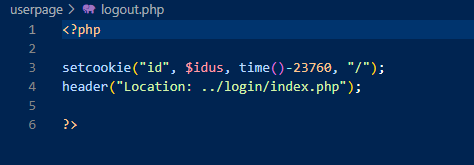 userpage > logout.php
1 <?php
2
3 setcookie("id", $idus, time()-23760, "/");
4 header("Location: ../login/index.php");
5
6 ?>